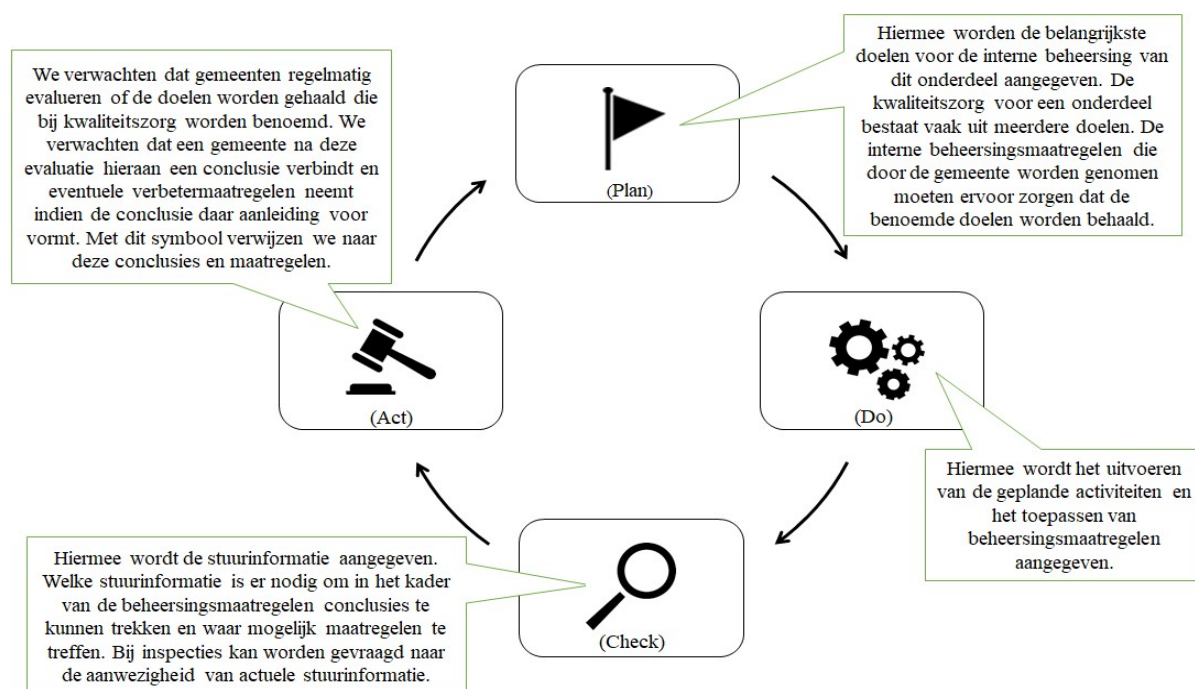 We verwachten dat gemeenten regelmatig
evalueren of de doelen worden gehaald die
bij kwaliteitszorg worden benoemd. We
verwachten dat een gemeente na deze
evaluatie hieraan een conclusie verbindt en
eventuele verbetermaatregelen neemt
indien de conclusie daar aanleiding voor
vormt. Met dit symbool verwijzen we naar
deze conclusies en maatregelen.
(Plan)
Hiermee worden de belangrijkste
doelen voor de interne beheersing van
dit onderdeel aangegeven. De
kwaliteitszorg voor een onderdeel
bestaat vaak uit meerdere doelen. De
interne beheersingsmaatregelen die
door de gemeente worden genomen
moeten ervoor zorgen dat de
benoemde doelen worden behaald.
(Act)
(Do)
Hiermee wordt het uitvoeren
van de geplande activiteiten en
het toepassen van
beheersingsmaatregelen
aangegeven.
Hiermee wordt de stuurinformatie aangegeven.
Welke stuurinformatie is er nodig om in het kader
van de beheersingsmaatregelen conclusies te
kunnen trekken en waar mogelijk maatregelen te
treffen. Bij inspecties kan worden gevraagd naar
de aanwezigheid van actuele stuurinformatie.
(Check)